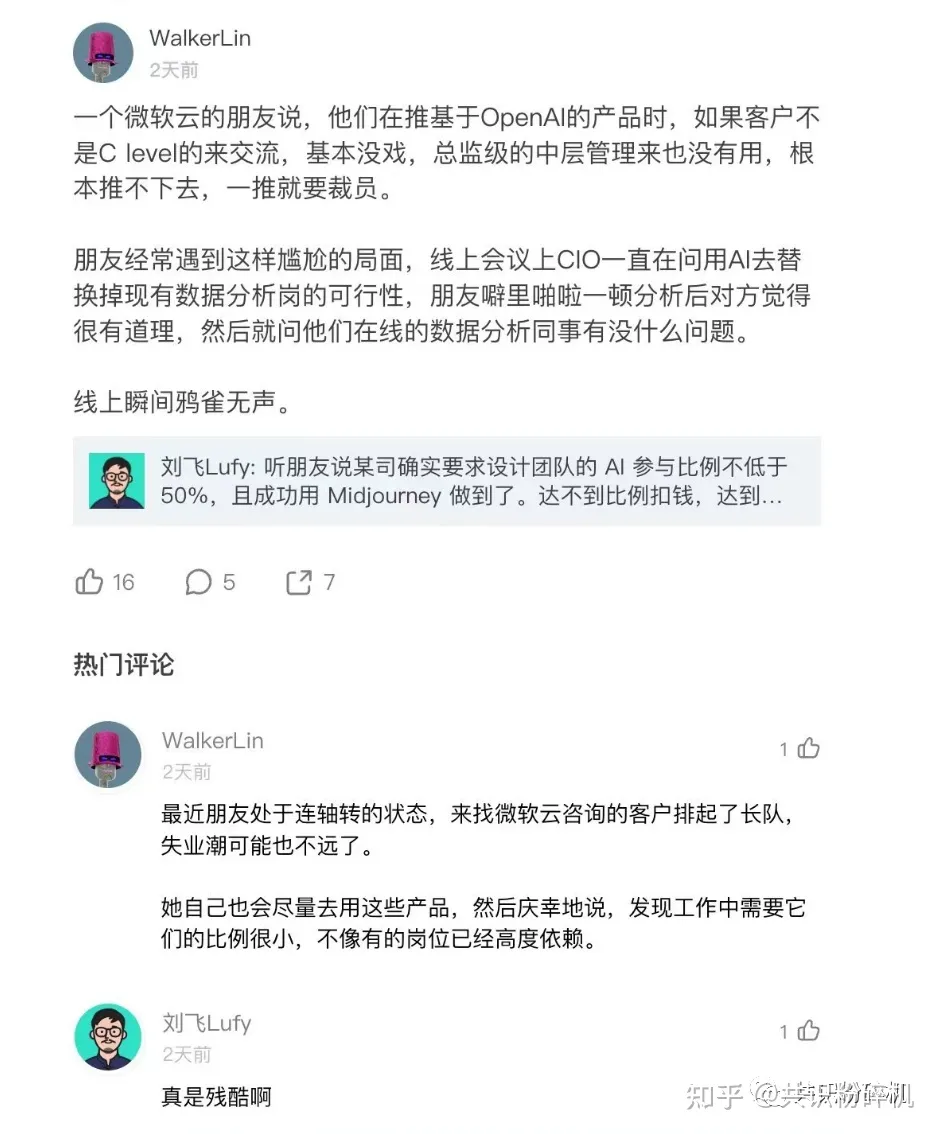 WalkerLin
2天前
一个微软云的朋友说，他们在推基于OpenAI的产品时，如果客户不
是C level的来交流，基本没戏，总监级的中层管理来也没有用，根
本推不下去，一推就要裁员。
朋友经常遇到这样尴尬的局面，线上会议上CIO一直在问用AI去替
换掉现有数据分析岗的可行性，朋友噼里啪啦一顿分析后对方觉得
很有道理，然后就问他们在线的数据分析同事有没什么问题。
线上瞬间鸦雀无声。
刘飞Lufy: 听朋友说某司确实要求设计团队的 AI 参与比例不低于
50%，且成功用 Midjourney 做到了。达不到比例扣钱，达到...
16 5 7
热门评论
WalkerLin
1
2天前
最近朋友处于连轴转的状态，来找微软云咨询的客户排起了长队，
失业潮可能也不远了。
她自己也会尽量去用这些产品，然后庆幸地说，发现工作中需要它
们的比例很小，不像有的岗位已经高度依赖。
刘飞Lufy
1
2天前
真是残酷啊
知乎 @共识粉碎机
共识粉碎机